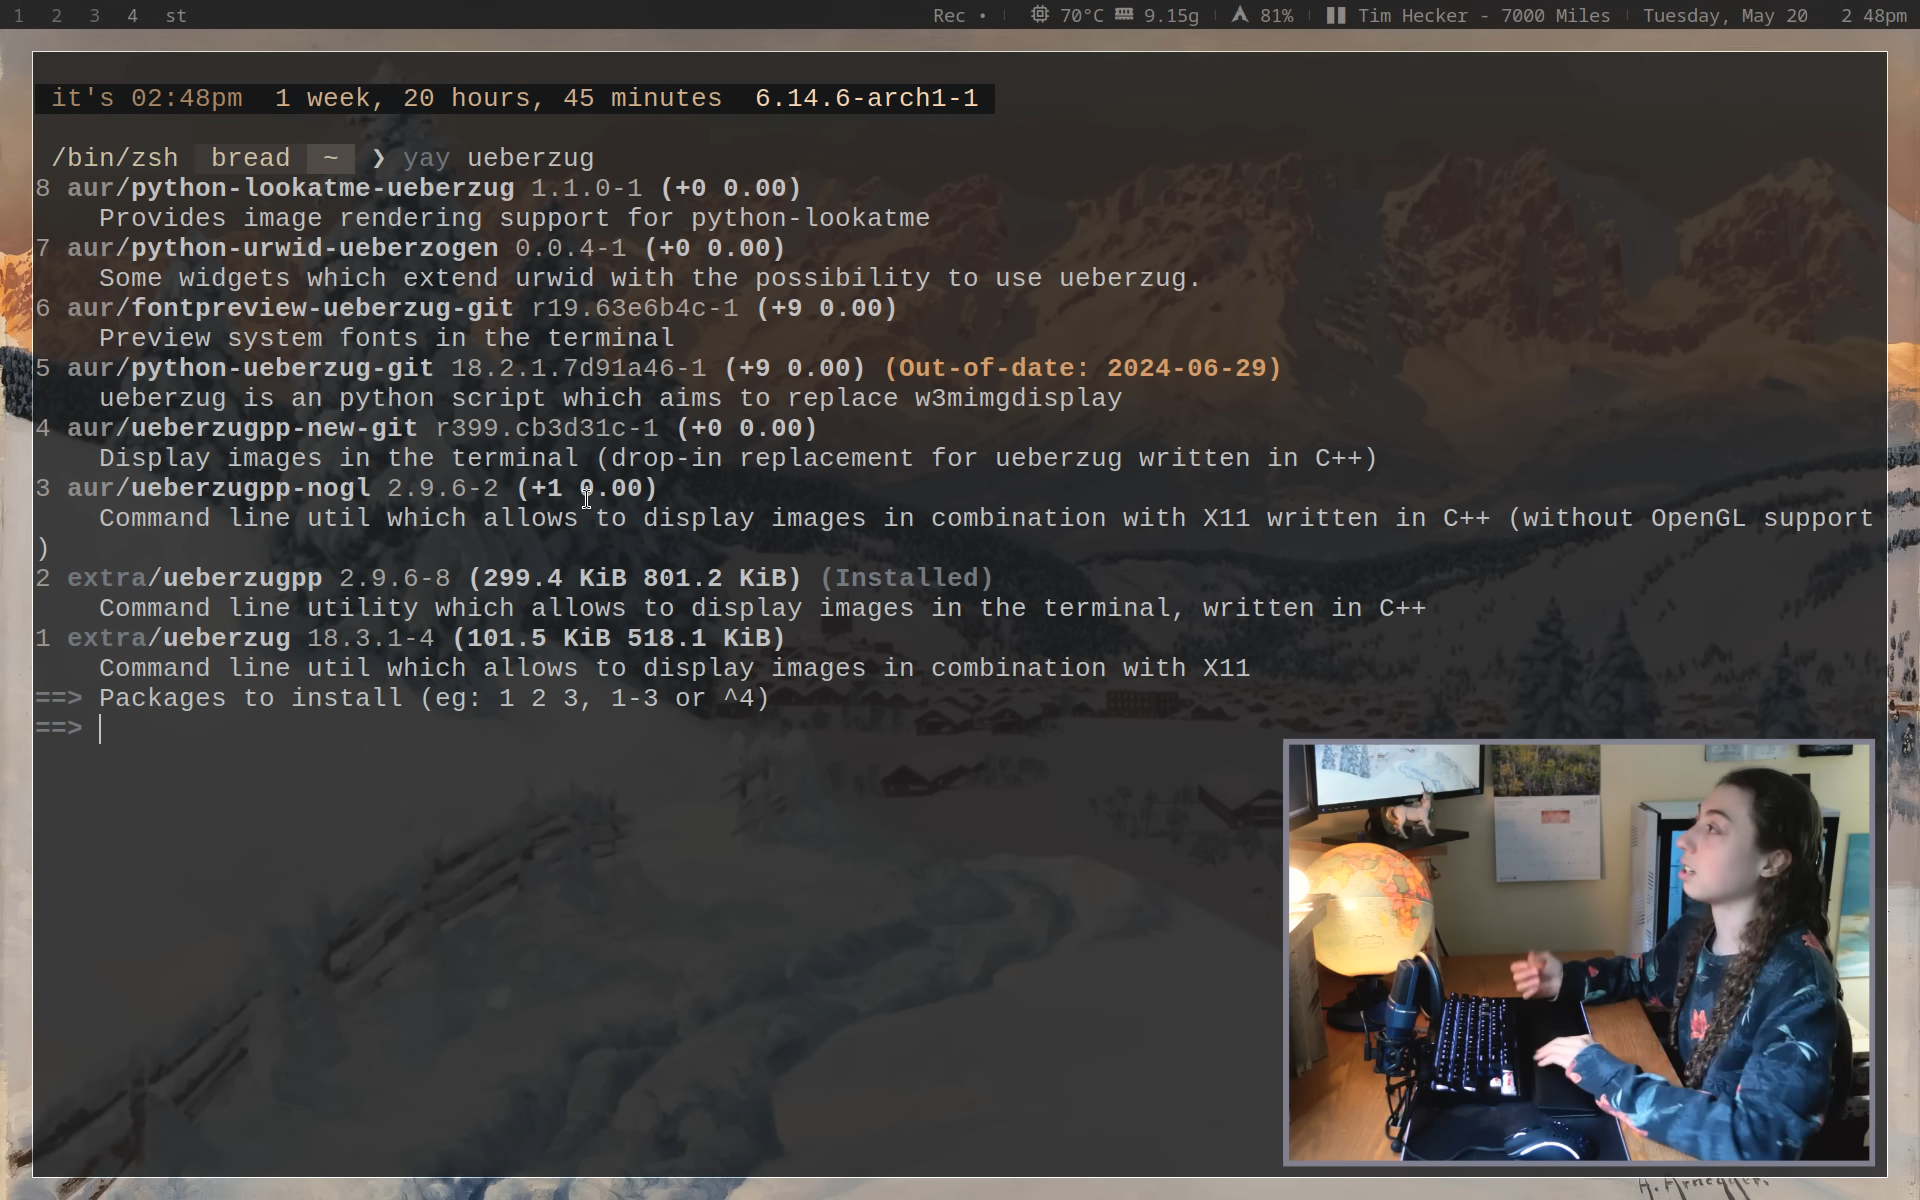 1 2 3 4 st Rec • 70°C 9.15g 81% Tim Hecker - 7000 Miles Tuesday, May 20 2 48pm
it's 02:48pm 1 week, 20 hours, 45 minutes 6.14.6-arch1-1
/bin/zsh bread ~ ❯ yay ueberzug
8 aur/python-lookatme-ueberzug 1.1.0-1 (+0 0.00)
Provides image rendering support for python-lookatme
7 aur/python-urwid-ueberzogen 0.0.4-1 (+0 0.00)
Some widgets which extend urwid with the possibility to use ueberzug.
6 aur/fontpreview-ueberzug-git r19.63e6b4c-1 (+9 0.00)
Preview system fonts in the terminal
5 aur/python-ueberzug-git 18.2.1.7d91a46-1 (+9 0.00) (Out-of-date: 2024-06-29)
ueberzug is an python script which aims to replace w3mimgdisplay
4 aur/ueberzugpp-new-git r399.cb3d31c-1 (+0 0.00)
Display images in the terminal (drop-in replacement for ueberzug written in C++)
3 aur/ueberzugpp-nogl 2.9.6-2 (+1 0.00)
Command line util which allows to display images in combination with X11 written in C++ (without OpenGL support
)
2 extra/ueberzugpp 2.9.6-8 (299.4 KiB 801.2 KiB) (Installed)
Command line utility which allows to display images in the terminal, written in C++
1 extra/ueberzug 18.3.1-4 (101.5 KiB 518.1 KiB)
Command line util which allows to display images in combination with X11
==> Packages to install (eg: 1 2 3, 1-3 or ^4)
==>